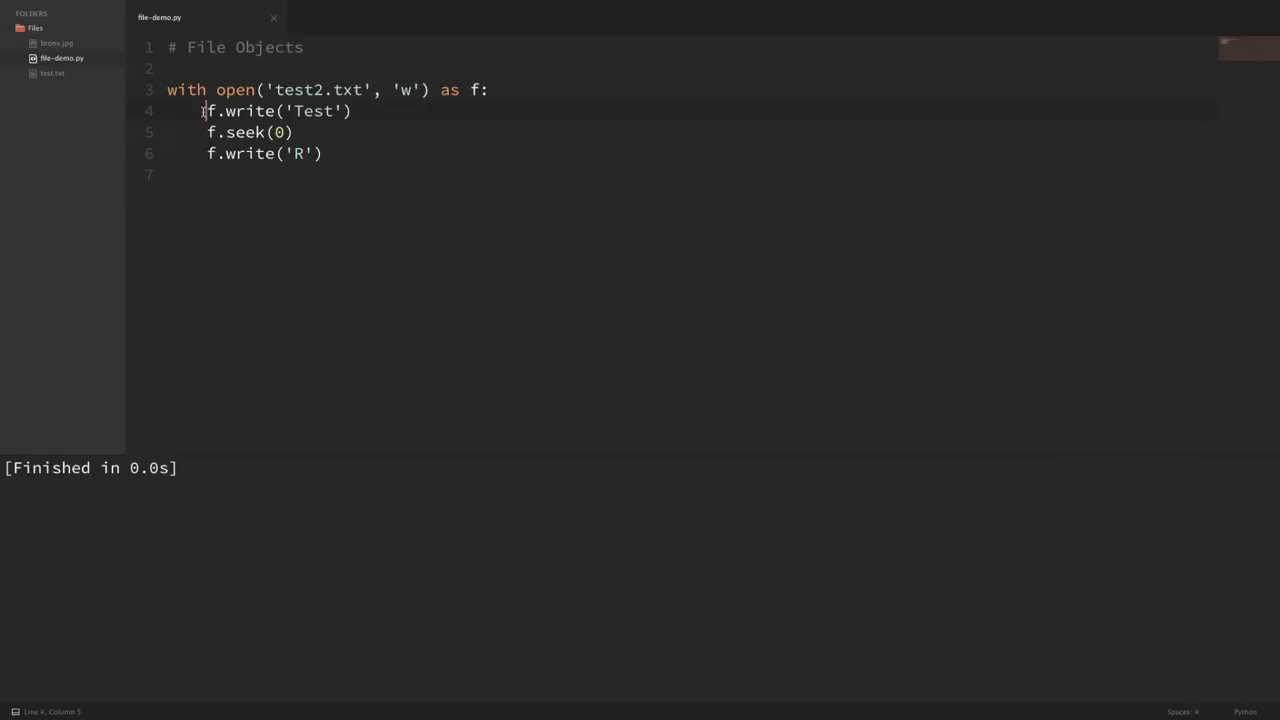 FOLDERS
Files
bronx.jpg
file-demo.py
test.txt
file-demo.py
1 # File Objects
2
3 with open('test2.txt', 'w') as f:
4     f.write('Test')
5     f.seek(0)
6     f.write('R')
7
[Finished in 0.0s]
Line 4, Column 5
Spaces: 4
Python